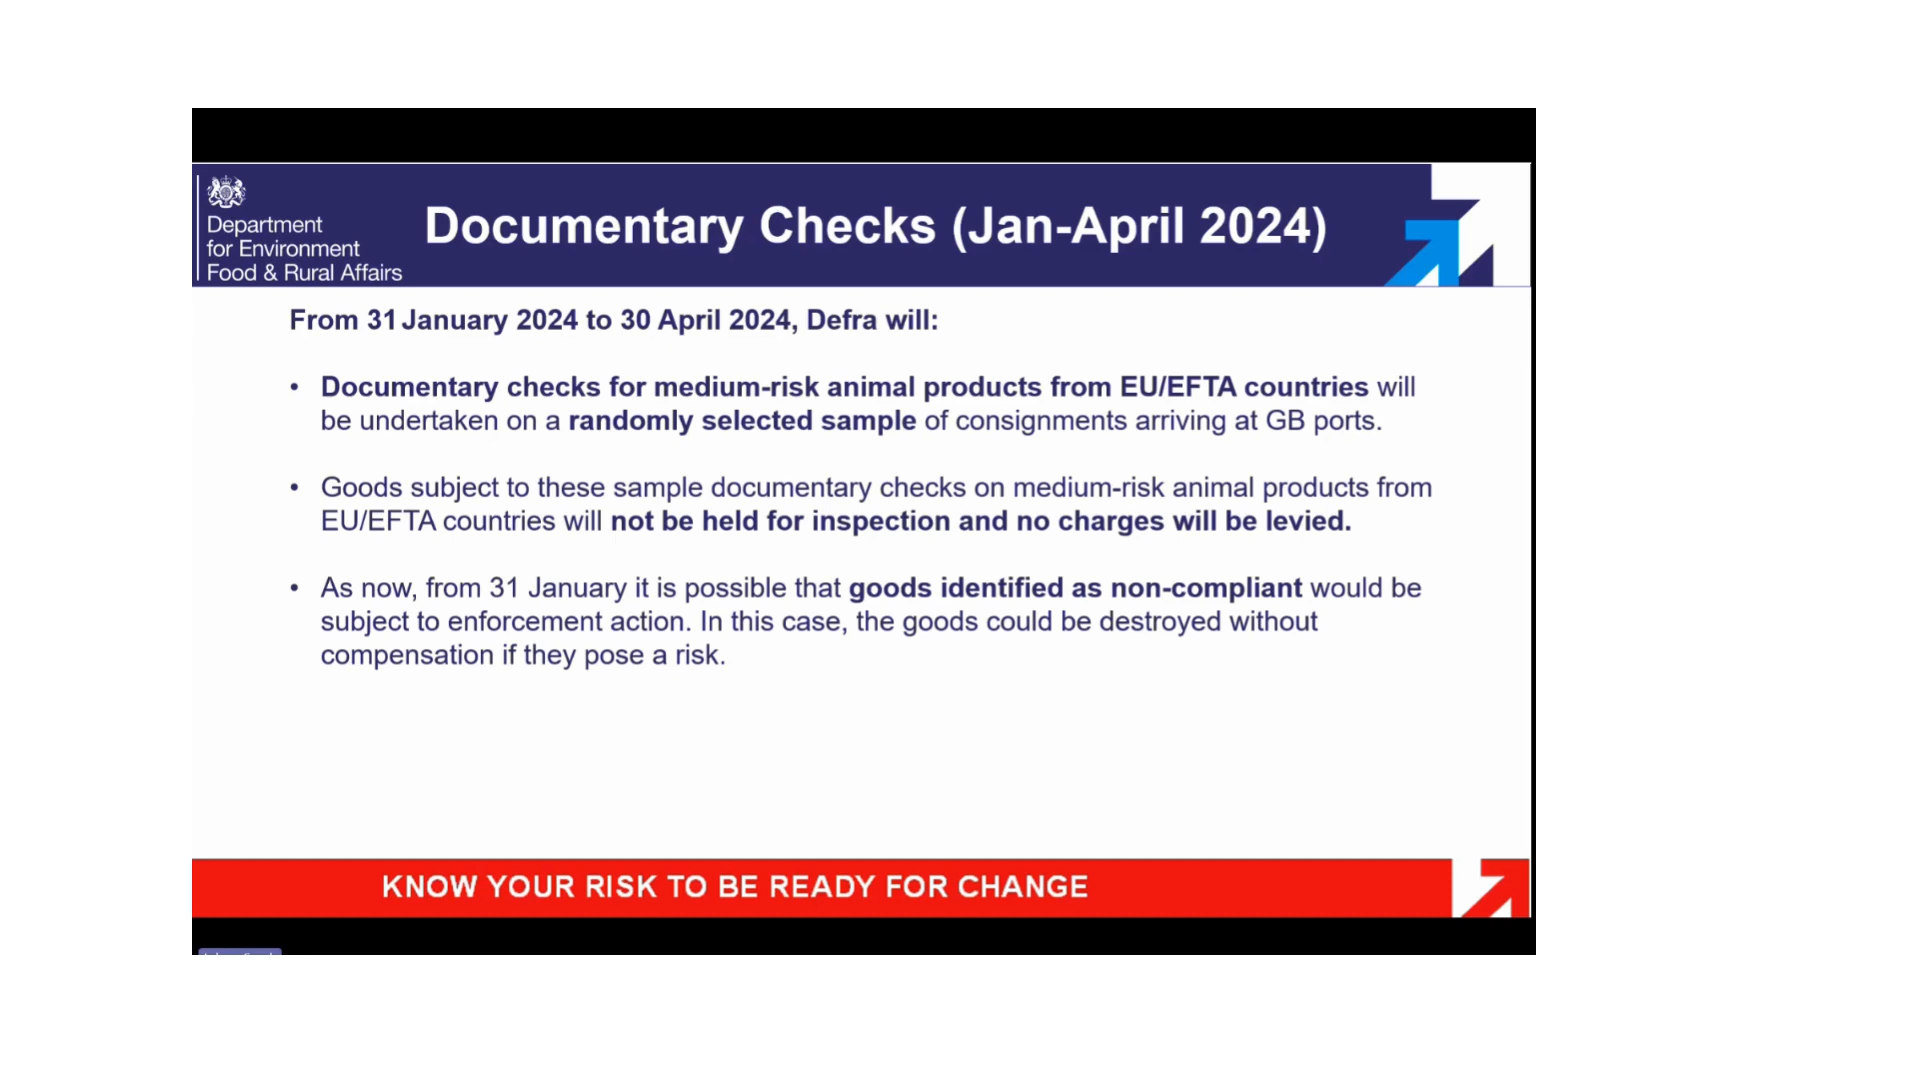 Department
for Environment
Food & Rural Affairs
Documentary Checks (Jan-April 2024)
From 31 January 2024 to 30 April 2024, Defra will:
• Documentary checks for medium-risk animal products from EU/EFTA countries will
be undertaken on a randomly selected sample of consignments arriving at GB ports.
• Goods subject to these sample documentary checks on medium-risk animal products from
EU/EFTA countries will not be held for inspection and no charges will be levied.
• As now, from 31 January it is possible that goods identified as non-compliant would be
subject to enforcement action. In this case, the goods could be destroyed without
compensation if they pose a risk.
KNOW YOUR RISK TO BE READY FOR CHANGE